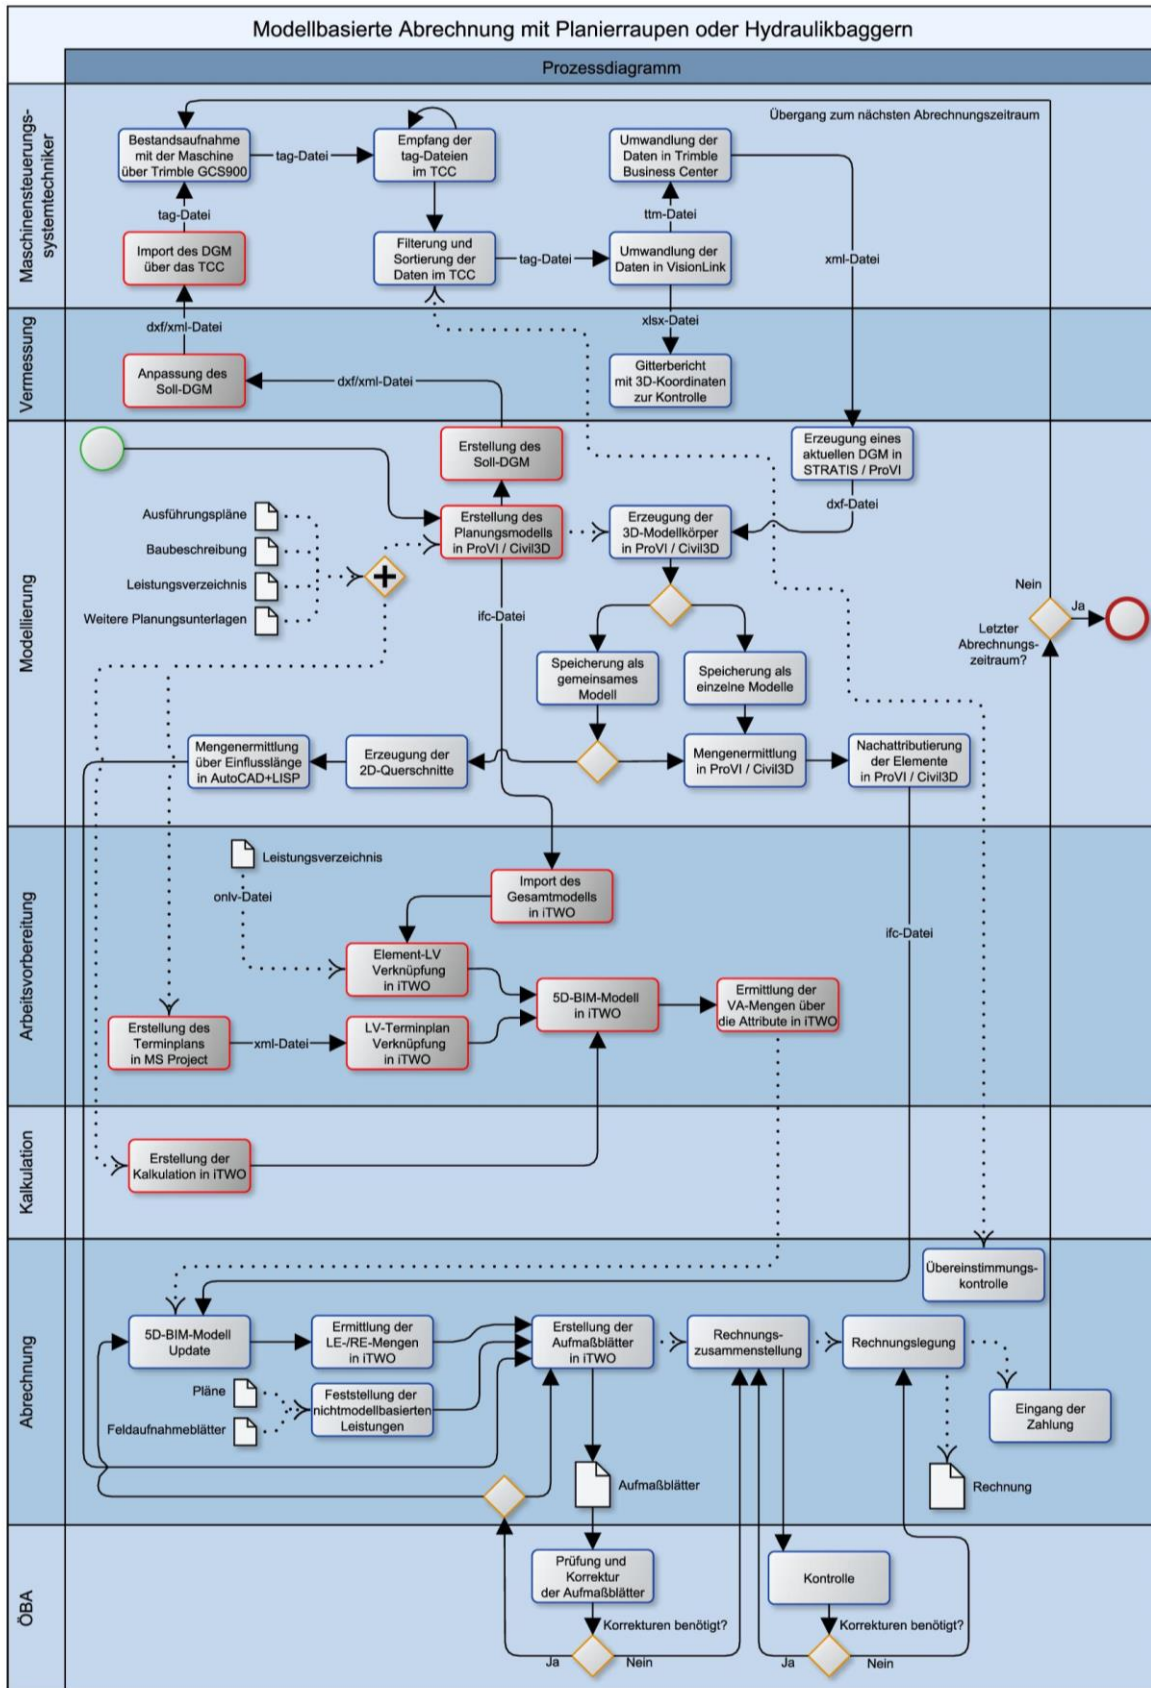 Modellbasierte Abrechnung mit Planierraupen oder Hydraulikbaggern
Prozessdiagramm
Maschinensteuerungs-
systemtechniker
Übergang zum nächsten Abrechnungszeitraum
Bestandsaufnahme
mit der Maschine
über Trimble GCS900
tag-Datei
Empfang der
tag-Dateien
im TCC
Umwandlung der
Daten in Trimble
Business Center
tag-Datei
ttm-Datei
Import des DGM
über das TCC
Filterung und
Sortierung der
Daten im TCC
tag-Datei
Umwandlung der
Daten in VisionLink
xml-Datei
Vermessung
dxf/xml-Datei
xlsx-Datei
Anpassung des
Soll-DGM
dxf/xml-Datei
Gitterbericht
mit 3D-Koordinaten
zur Kontrolle
Modellierung
Erstellung des
Soll-DGM
Erzeugung eines
aktuellen DGM in
STRATIS / ProVI
dxf-Datei
Ausführungspläne
Baubeschreibung
Leistungsverzeichnis
Weitere Planungsunterlagen
Erstellung des
Planungsmodells
in ProVI / Civil3D
Erzeugung der
3D-Modellkörper
in ProVI / Civil3D
ifc-Datei
Nein
Ja
Letzter
Abrechnungs-
zeitraum?
Speicherung als
gemeinsames
Modell
Speicherung als
einzelne Modelle
Mengenermittlung
über Einflusslänge
in AutoCAD+LISP
Erzeugung der
2D-Querschnitte
Mengenermittlung
in ProVI / Civil3D
Nachattributierung
der Elemente
in ProVI / Civil3D
Arbeitsvorbereitung
Leistungsverzeichnis
onlv-Datei
Import des
Gesamtmodells
in iTWO
ifc-Datei
Element-LV
Verknüpfung
in iTWO
5D-BIM-Modell
in iTWO
Ermittlung der
VA-Mengen über
die Attribute in iTWO
Erstellung des
Terminplans
in MS Project
xml-Datei
LV-Terminplan
Verknüpfung
in iTWO
Kalkulation
Erstellung der
Kalkulation in iTWO
Abrechnung
Übereinstimmungs-
kontrolle
5D-BIM-Modell
Update
Ermittlung der
LE-/RE-Mengen
in iTWO
Erstellung der
Aufmaßblätter
in iTWO
Rechnungs-
zusammenstellung
Rechnungslegung
Pläne
Feldaufnahmeblätter
Feststellung der
nichtmodellbasierten
Leistungen
Eingang der
Zahlung
Aufmaßblätter
Rechnung
ÖBA
Prüfung und
Korrektur
der Aufmaßblätter
Kontrolle
Korrekturen benötigt?
Korrekturen benötigt?
Ja
Nein
Ja
Nein